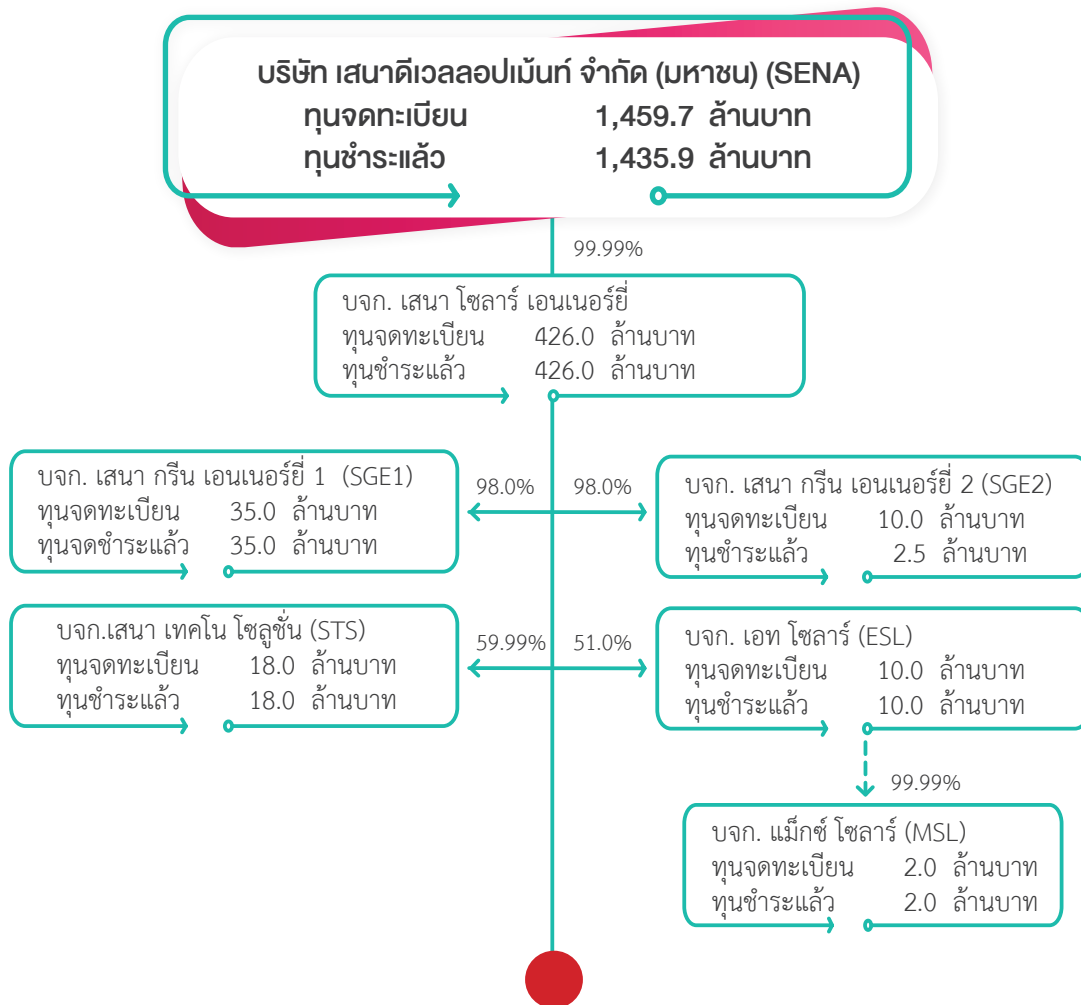 บริษัท เสนาดีเวลลอปเม้นท์ จำกัด (มหาชน) (SENA)
ทุนจดทะเบียน 1,459.7 ล้านบาท
ทุนชำระแล้ว 1,435.9 ล้านบาท
99.99%
บจก. เสนา โซลาร์ เอนเนอร์ยี่
ทุนจดทะเบียน 426.0 ล้านบาท
ทุนชำระแล้ว 426.0 ล้านบาท
บจก. เสนา กรีน เอนเนอร์ยี่ 1 (SGE1)
ทุนจดทะเบียน 35.0 ล้านบาท
ทุนจดชำระแล้ว 35.0 ล้านบาท
98.0% 98.0%
บจก. เสนา กรีน เอนเนอร์ยี่ 2 (SGE2)
ทุนจดทะเบียน 10.0 ล้านบาท
ทุนชำระแล้ว 2.5 ล้านบาท
บจก.เสนา เทคโน โซลูชั่น (STS)
ทุนจดทะเบียน 18.0 ล้านบาท
ทุนชำระแล้ว 18.0 ล้านบาท
59.99% 51.0%
บจก. เอท โซลาร์ (ESL)
ทุนจดทะเบียน 10.0 ล้านบาท
ทุนชำระแล้ว 10.0 ล้านบาท
99.99%
บจก. แม็กซ์ โซลาร์ (MSL)
ทุนจดทะเบียน 2.0 ล้านบาท
ทุนชำระแล้ว 2.0 ล้านบาท